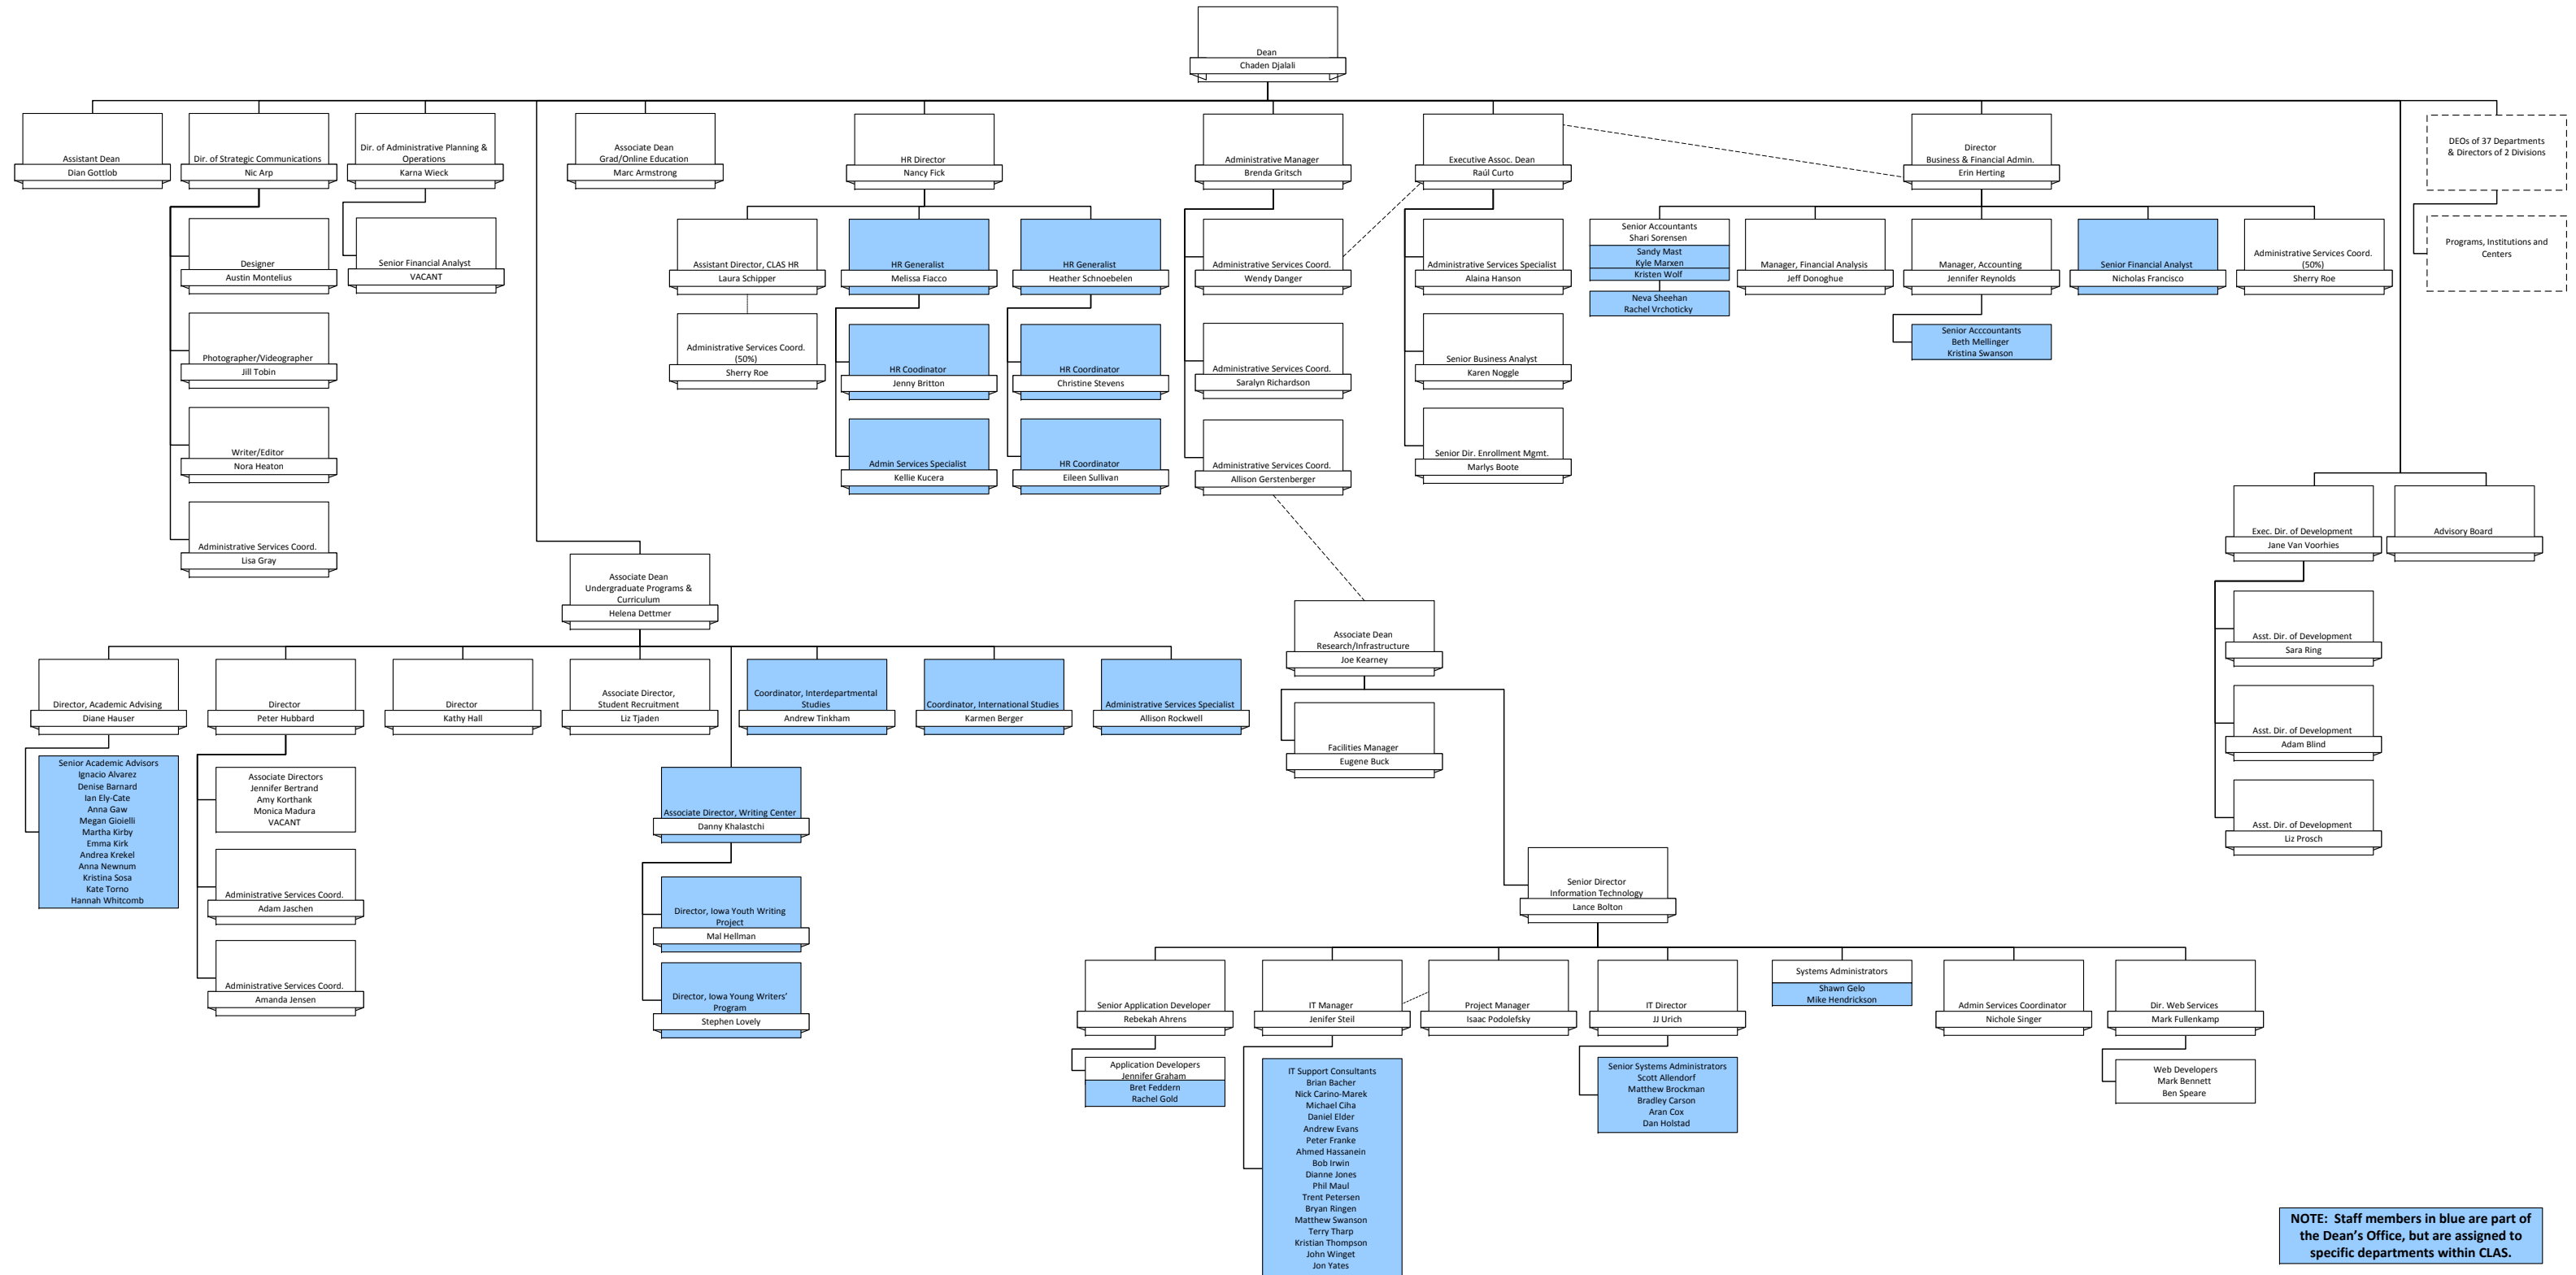 Dean
Chaden Djalali
Assistant Dean
Dian Gottlob
Dir. of Strategic Communications
Nic Arp
Dir. of Administrative Planning &
Operations
Karna Wieck
Associate Dean
Grad/Online Education
Marc Armstrong
HR Director
Nancy Fick
Administrative Manager
Brenda Gritsch
Executive Assoc. Dean
Raúl Curto
Director
Business & Financial Admin.
Erin Herting
DEOs of 37 Departments
& Directors of 2 Divisions
Programs, Institutions and
Centers
Designer
Austin Montelius
Photographer/Videographer
Jill Tobin
Writer/Editor
Nora Heaton
Administrative Services Coord.
Lisa Gray
Senior Financial Analyst
VACANT
Assistant Director, CLAS HR
Laura Schipper
Administrative Services Coord.
(50%)
Sherry Roe
HR Generalist
Melissa Fiacco
HR Coodinator
Jenny Britton
Admin Services Specialist
Kellie Kucera
HR Generalist
Heather Schnoebelen
HR Coordinator
Christine Stevens
HR Coordinator
Eileen Sullivan
Administrative Services Coord.
Wendy Danger
Administrative Services Coord.
Saralyn Richardson
Administrative Services Coord.
Allison Gerstenberger
Administrative Services Specialist
Alaina Hanson
Senior Business Analyst
Karen Noggle
Senior Dir. Enrollment Mgmt.
Marlys Boote
Senior Accountants
Shari Sorensen
Sandy Mast
Kyle Marxen
Kristen Wolf
Neva Sheehan
Rachel Vrchoticky
Manager, Financial Analysis
Jeff Donoghue
Manager, Accounting
Jennifer Reynolds
Senior Acccountants
Beth Mellinger
Kristina Swanson
Senior Financial Analyst
Nicholas Francisco
Administrative Services Coord.
(50%)
Sherry Roe
Exec. Dir. of Development
Jane Van Voorhies
Advisory Board
Asst. Dir. of Development
Sara Ring
Asst. Dir. of Development
Adam Blind
Asst. Dir. of Development
Liz Prosch
Associate Dean
Undergraduate Programs &
Curriculum
Helena Dettmer
Director, Academic Advising
Diane Hauser
Senior Academic Advisors
Ignacio Alvarez
Denise Barnard
Ian Ely-Cate
Anna Gaw
Megan Gioielli
Martha Kirby
Emma Kirk
Andrea Krekel
Anna Newnum
Kristina Sosa
Kate Torno
Hannah Whitcomb
Director
Peter Hubbard
Associate Directors
Jennifer Bertrand
Amy Korthank
Monica Madura
VACANT
Administrative Services Coord.
Adam Jaschen
Administrative Services Coord.
Amanda Jensen
Director
Kathy Hall
Associate Director,
Student Recruitment
Liz Tjaden
Associate Director, Writing Center
Danny Khalastchi
Director, Iowa Youth Writing
Project
Mal Hellman
Director, Iowa Young Writers'
Program
Stephen Lovely
Coordinator, Interdepartmental
Studies
Andrew Tinkham
Coordinator, International Studies
Karmen Berger
Administrative Services Specialist
Allison Rockwell
Associate Dean
Research/Infrastructure
Joe Kearney
Facilities Manager
Eugene Buck
Senior Director
Information Technology
Lance Bolton
Senior Application Developer
Rebekah Ahrens
Application Developers
Jennifer Graham
Bret Feddern
Rachel Gold
IT Manager
Jenifer Steil
IT Support Consultants
Brian Bacher
Nick Carino-Marek
Michael Ciha
Daniel Elder
Andrew Evans
Peter Franke
Ahmed Hassanein
Bob Irwin
Dianne Jones
Phil Maul
Trent Petersen
Bryan Ringen
Matthew Swanson
Terry Tharp
Kristian Thompson
John Winget
Jon Yates
Project Manager
Isaac Podolefsky
IT Director
JJ Urich
Senior Systems Administrators
Scott Allendorf
Matthew Brockman
Bradley Carson
Aran Cox
Dan Holstad
Systems Administrators
Shawn Gelo
Mike Hendrickson
Admin Services Coordinator
Nichole Singer
Dir. Web Services
Mark Fullenkamp
Web Developers
Mark Bennett
Ben Speare
NOTE:  Staff members in blue are part of
the Dean's Office, but are assigned to
specific departments within CLAS.